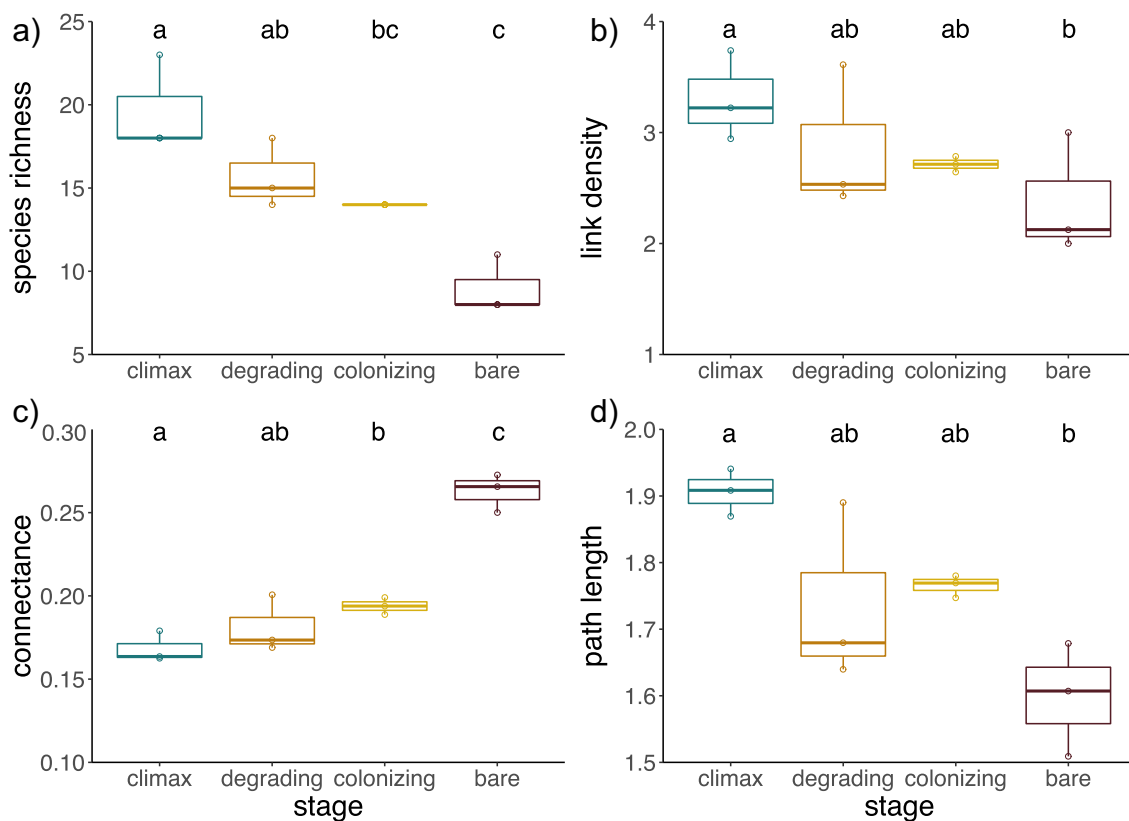 a)
a ab bc c
25
20
15
10
5
species richness
climax degrading colonizing bare
b)
a ab ab b
4
3
2
1
link density
climax degrading colonizing bare
c)
a ab b c
0.30
0.25
0.20
0.15
0.10
connectance
climax degrading colonizing bare
stage
d)
a ab ab b
2.0
1.9
1.8
1.7
1.6
1.5
path length
climax degrading colonizing bare
stage